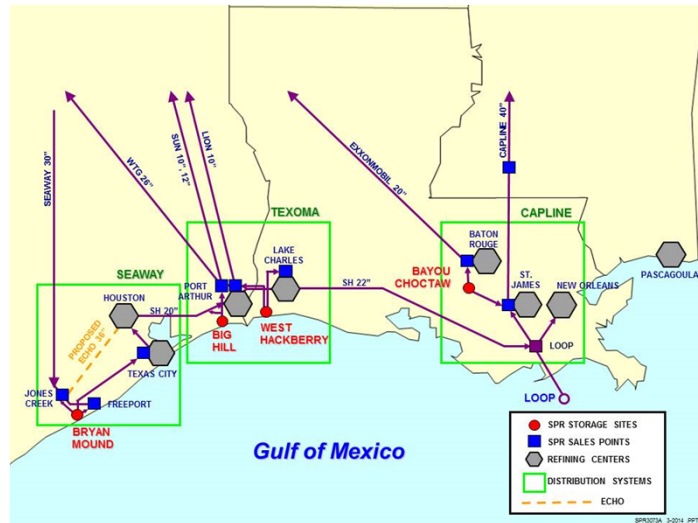 SEAWAY 30"
WTG 26"
SUN 10", 12"
LION 10"
EXXONMOBIL 20"
CAPLINE 40"
TEXOMA
CAPLINE
SEAWAY
LAKE
CHARLES
BATON
ROUGE
BAYOU
CHOCTAW
ST.
JAMES
NEW ORLEANS
PASCAGOULA
PORT
ARTHUR
HOUSTON
SH 20"
SH 22"
PROPOSED
ECHO 36"
BIG
HILL
WEST
HACKBERRY
LOOP
TEXAS CITY
JONES
CREEK
FREEPORT
BRYAN
MOUND
LOOP
Gulf of Mexico
SPR STORAGE SITES
SPR SALES POINTS
REFINING CENTERS
DISTRIBUTION SYSTEMS
ECHO
SPR3073A 3-2014 PPT